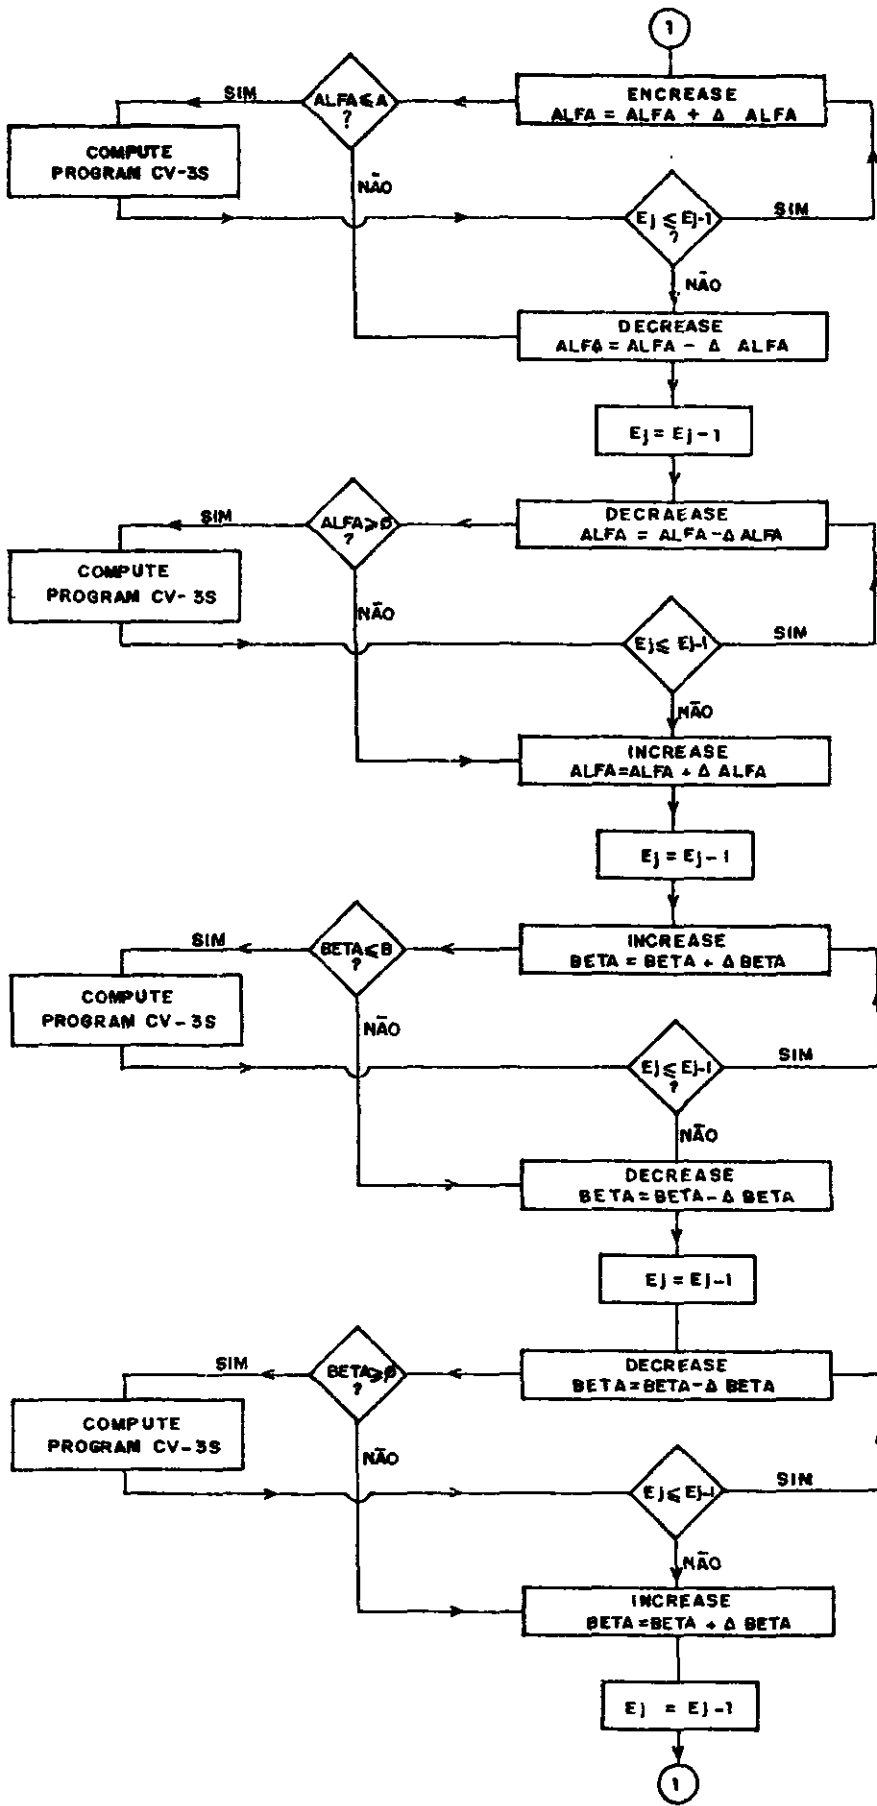 1
ENCREASE
ALFA = ALFA + Δ ALFA
ALFA ≤ A
?
SIM
COMPUTE
PROGRAM CV-3S
NÃO
Ej ≤ Ej-1
?
SIM
NÃO
DECREASE
ALFA = ALFA - Δ ALFA
Ej = Ej-1
DECRAEASE
ALFA = ALFA - Δ ALFA
ALFA ≥ Ø
?
SIM
COMPUTE
PROGRAM CV-3S
NÃO
Ej ≤ Ej-1
SIM
NÃO
INCREASE
ALFA = ALFA + Δ ALFA
Ej = Ej-1
INCREASE
BETA = BETA + Δ BETA
BETA ≤ B
?
SIM
COMPUTE
PROGRAM CV-3S
NÃO
Ej ≤ Ej-1
?
SIM
NÃO
DECREASE
BETA = BETA - Δ BETA
Ej = Ej-1
DECREASE
BETA = BETA - Δ BETA
BETA ≥ Ø
?
SIM
COMPUTE
PROGRAM CV-3S
NÃO
Ej ≤ Ej-1
SIM
NÃO
INCREASE
BETA = BETA + Δ BETA
Ej = Ej-1
1